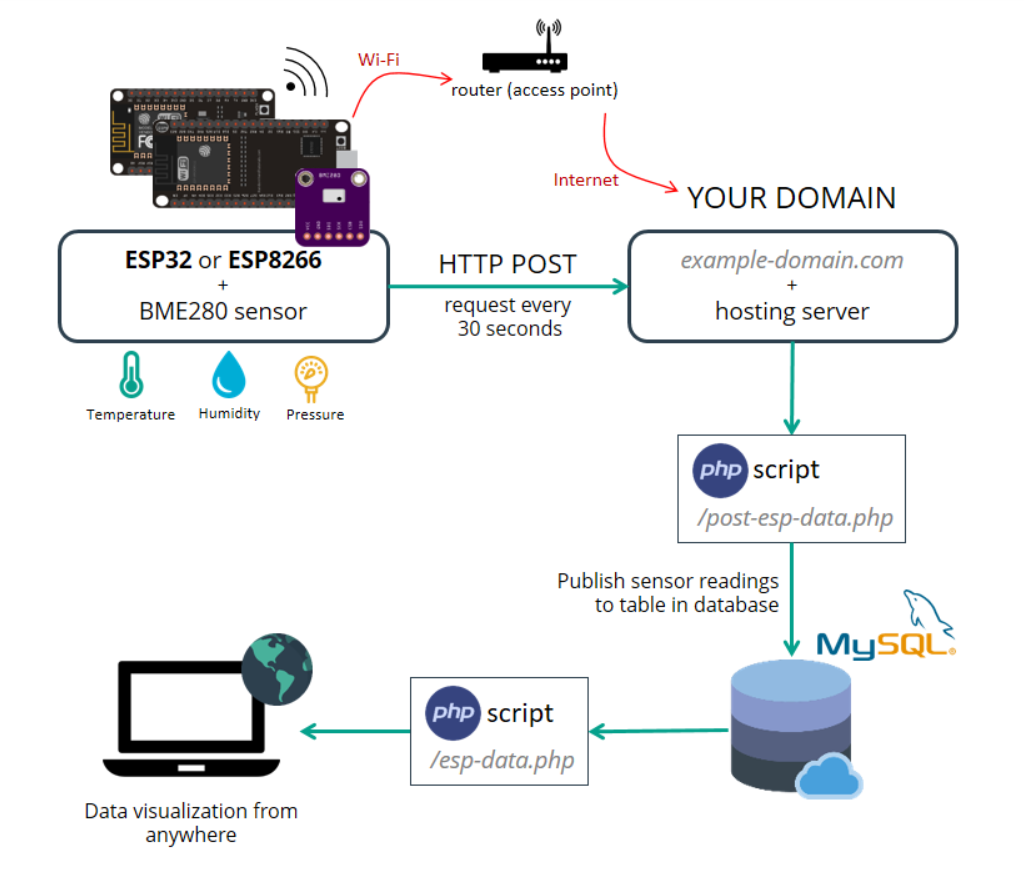 Wi-Fi
router (access point)
Internet
BME280
YOUR DOMAIN
ESP32 or ESP8266
+
BME280 sensor
HTTP POST
request every
30 seconds
example-domain.com
+
hosting server
Temperature
Humidity
Pressure
php script
/post-esp-data.php
Publish sensor readings
to table in database
MySQL®
php script
/esp-data.php
Data visualization from
anywhere